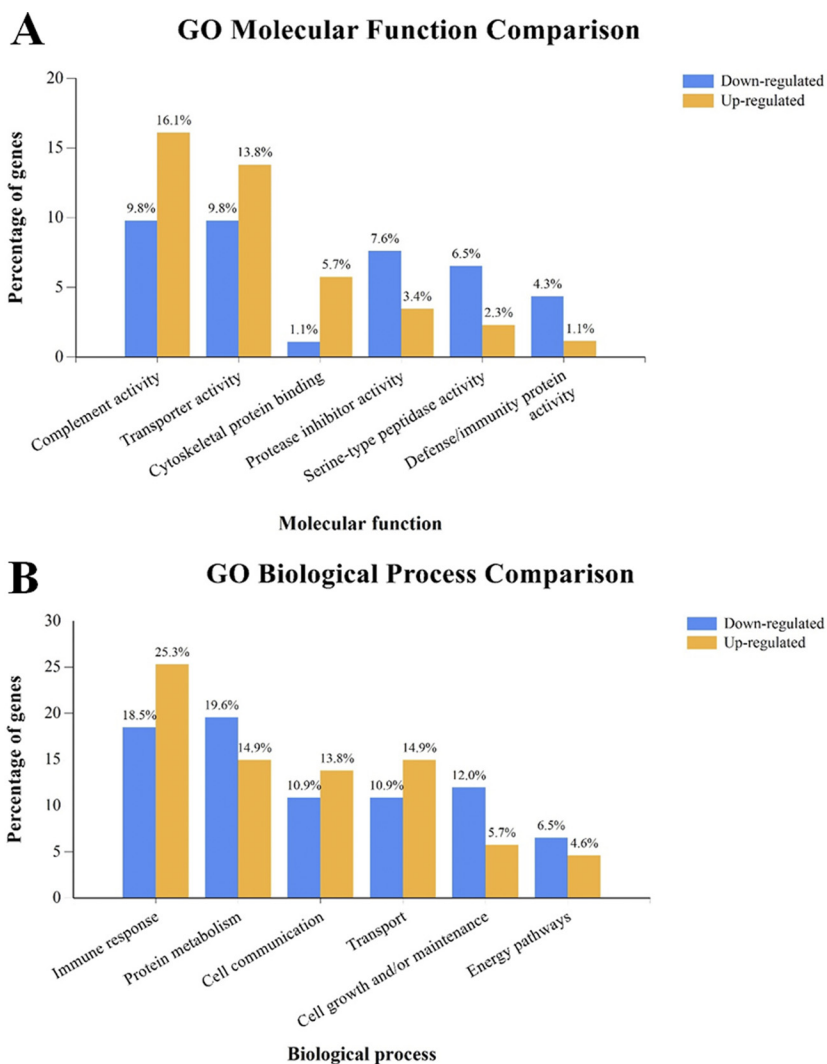 A
GO Molecular Function Comparison
Down-regulated
Up-regulated
Percentage of genes
20
15
10
5
0
9.8%
16.1%
9.8%
13.8%
1.1%
5.7%
7.6%
3.4%
6.5%
2.3%
4.3%
1.1%
Complement activity
Transporter activity
Cytoskeletal protein binding
Protease inhibitor activity
Serine-type peptidase activity
Defense/immunity protein
activity
Molecular function
B
GO Biological Process Comparison
Down-regulated
Up-regulated
Percentage of genes
30
25
20
15
10
5
0
18.5%
25.3%
19.6%
14.9%
10.9%
13.8%
10.9%
14.9%
12.0%
5.7%
6.5%
4.6%
Immune response
Protein metabolism
Cell communication
Transport
Cell growth and/or maintenance
Energy pathways
Biological process